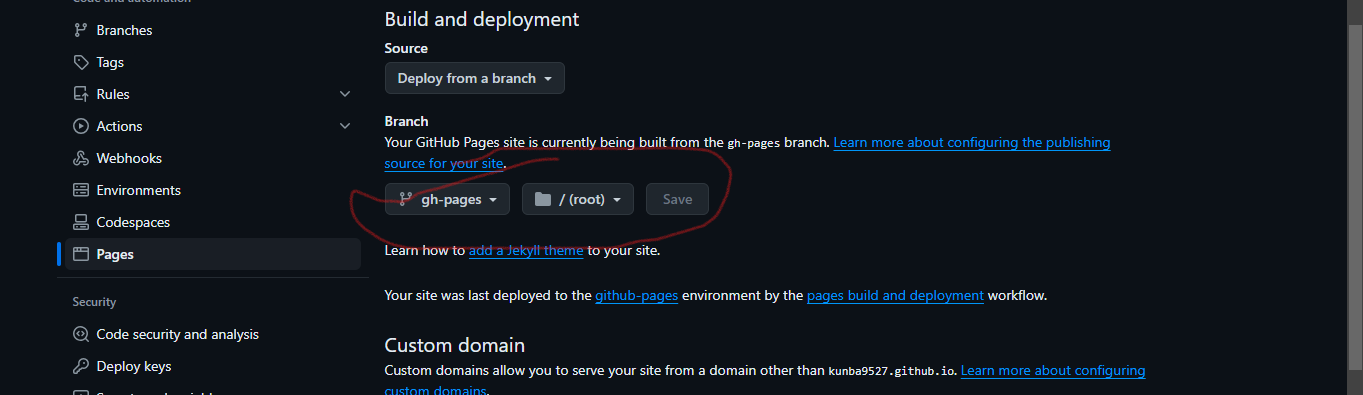 Code and automation
Branches
Tags
Rules
Actions
Webhooks
Environments
Codespaces
Pages
Security
Code security and analysis
Deploy keys
Build and deployment
Source
Deploy from a branch
Branch
Your GitHub Pages site is currently being built from the gh-pages branch. Learn more about configuring the publishing
source for your site.
gh-pages / (root) Save
Learn how to add a Jekyll theme to your site.
Your site was last deployed to the github-pages environment by the pages build and deployment workflow.
Custom domain
Custom domains allow you to serve your site from a domain other than kunba9527.github.io. Learn more about configuring
custom domains.